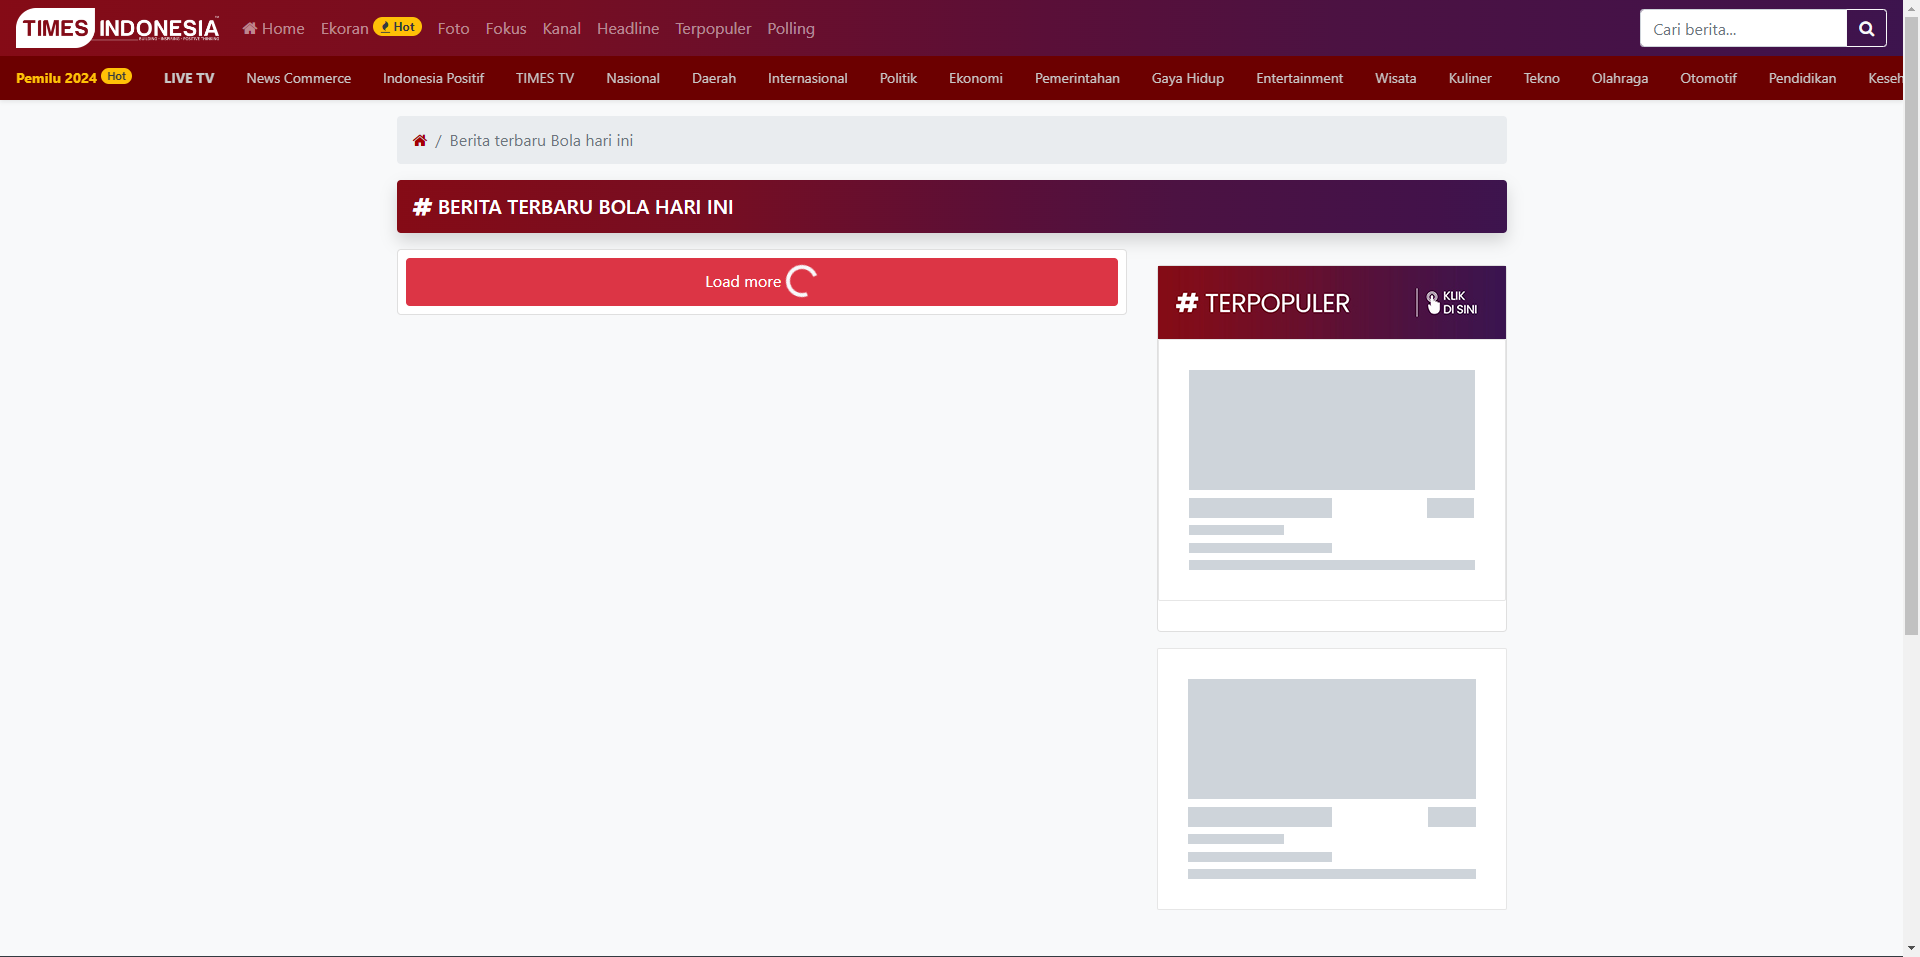 TIMES INDONESIA
Home Ekoran Hot Foto Fokus Kanal Headline Terpopuler Polling Cari berita...
Pemilu 2024 Hot LIVE TV News Commerce Indonesia Positif TIMES TV Nasional Daerah Internasional Politik Ekonomi Pemerintahan Gaya Hidup Entertainment Wisata Kuliner Tekno Olahraga Otomotif Pendidikan Keseh
/ Berita terbaru Bola hari ini
# BERITA TERBARU BOLA HARI INI
Load more
# TERPOPULER
KLIK
DI SINI